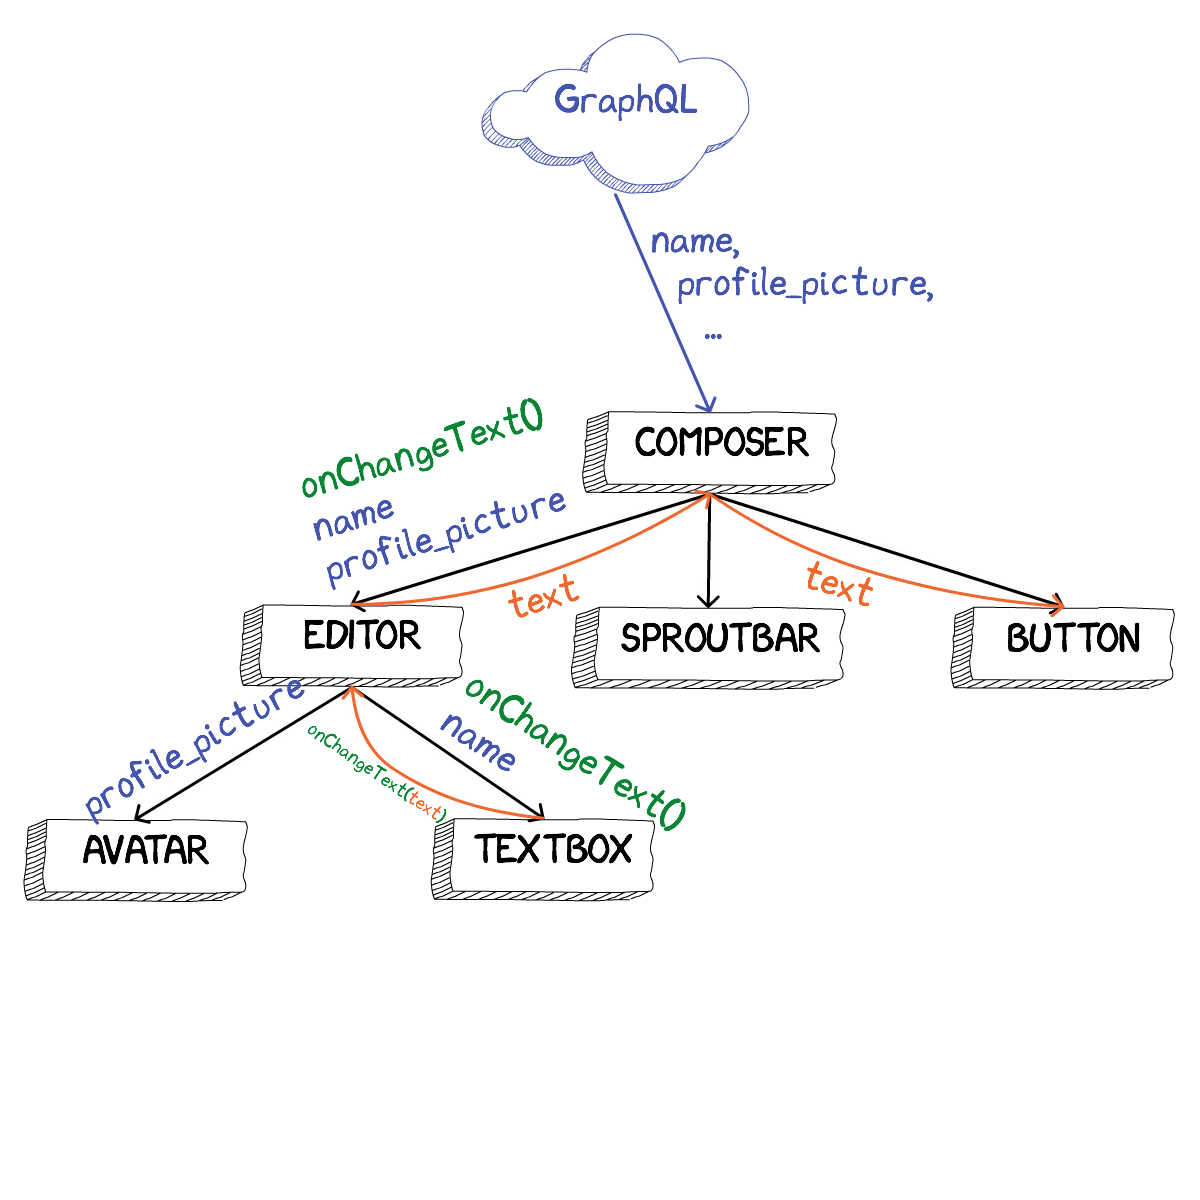 GraphQL
name,
profile_picture,
...
COMPOSER
onChangeText()
name
profile_picture
text
text
EDITOR
SPROUTBAR
BUTTON
profile_picture
onChangeText(text)
name
onChangeText()
AVATAR
TEXTBOX